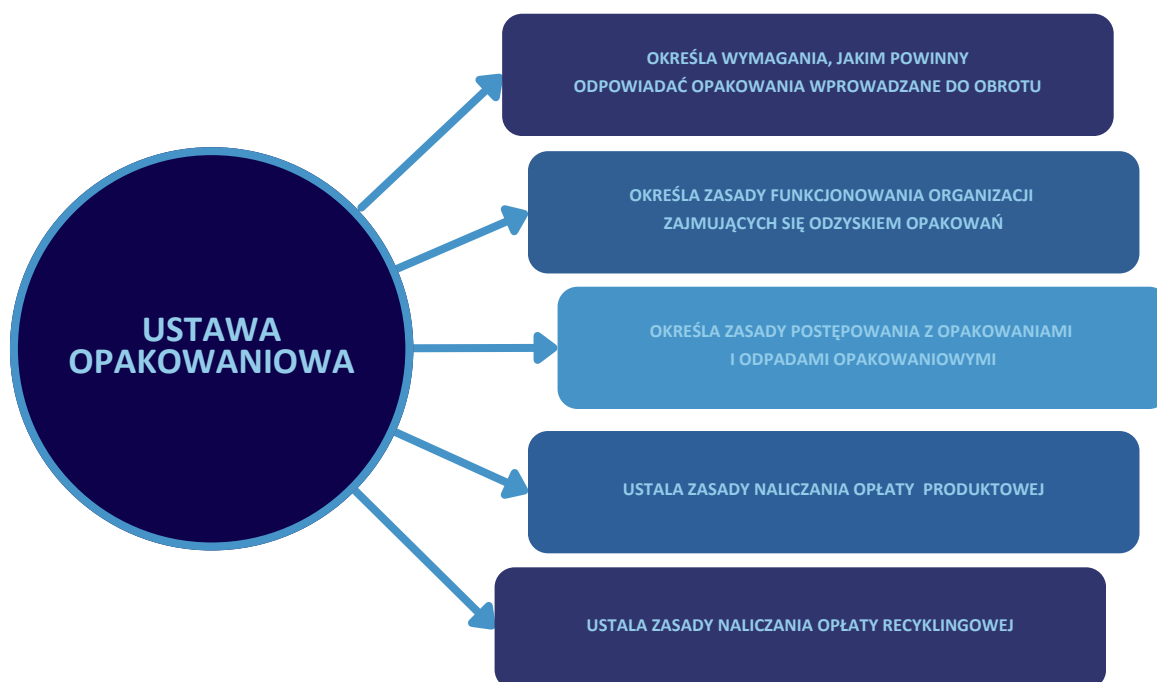 USTAWA
OPAKOWANIOWA
OKREŚLA WYMAGANIA, JAKIM POWINNY
ODPOWIADAĆ OPAKOWANIA WPROWADZANE DO OBROTU
OKREŚLA ZASADY FUNKCJONOWANIA ORGANIZACJI
ZAJMUJĄCYCH SIĘ ODZYSKIEM OPAKOWAŃ
OKREŚLA ZASADY POSTĘPOWANIA Z OPAKOWANIAMI
I ODPADAMI OPAKOWANIOWYMI
USTALA ZASADY NALICZANIA OPŁATY  PRODUKTOWEJ
USTALA ZASADY NALICZANIA OPŁATY RECYKLINGOWEJ